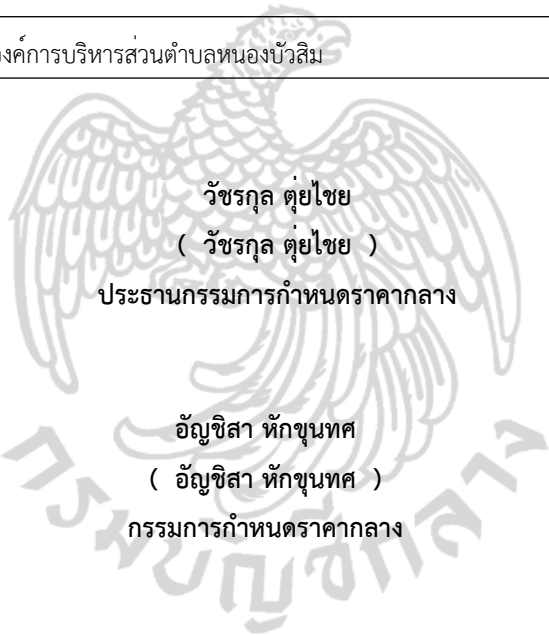 องค์การบริหารส่วนตำบลหนองบัวสิม
วัชรกุล ตุ่ยไชย
( วัชรกุล ตุ่ยไชย )
ประธานกรรมการกำหนดราคากลาง
อัญชิสา หักขุนทศ
( อัญชิสา หักขุนทศ )
กรรมการกำหนดราคากลาง
กรมบัญชีกลาง